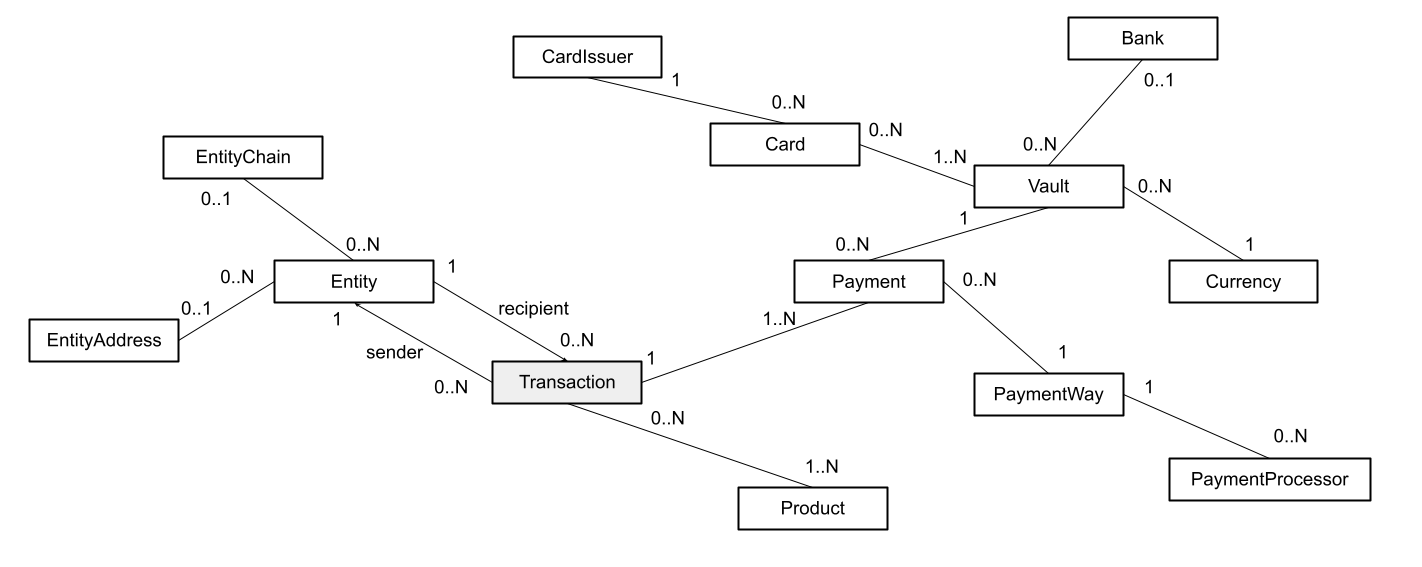 Bank
CardIssuer
1
0..1
0..N
0..N
Card
0..N
1..N
EntityChain
Vault
0..N
0..1
1
0..N
0..N
1
0..N
1
Entity
Payment
0..N
Currency
0..1
recipient
1
1..N
EntityAddress
0..N
sender
1
1
Transaction
0..N
PaymentWay
1
0..N
0..N
1..N
PaymentProcessor
Product